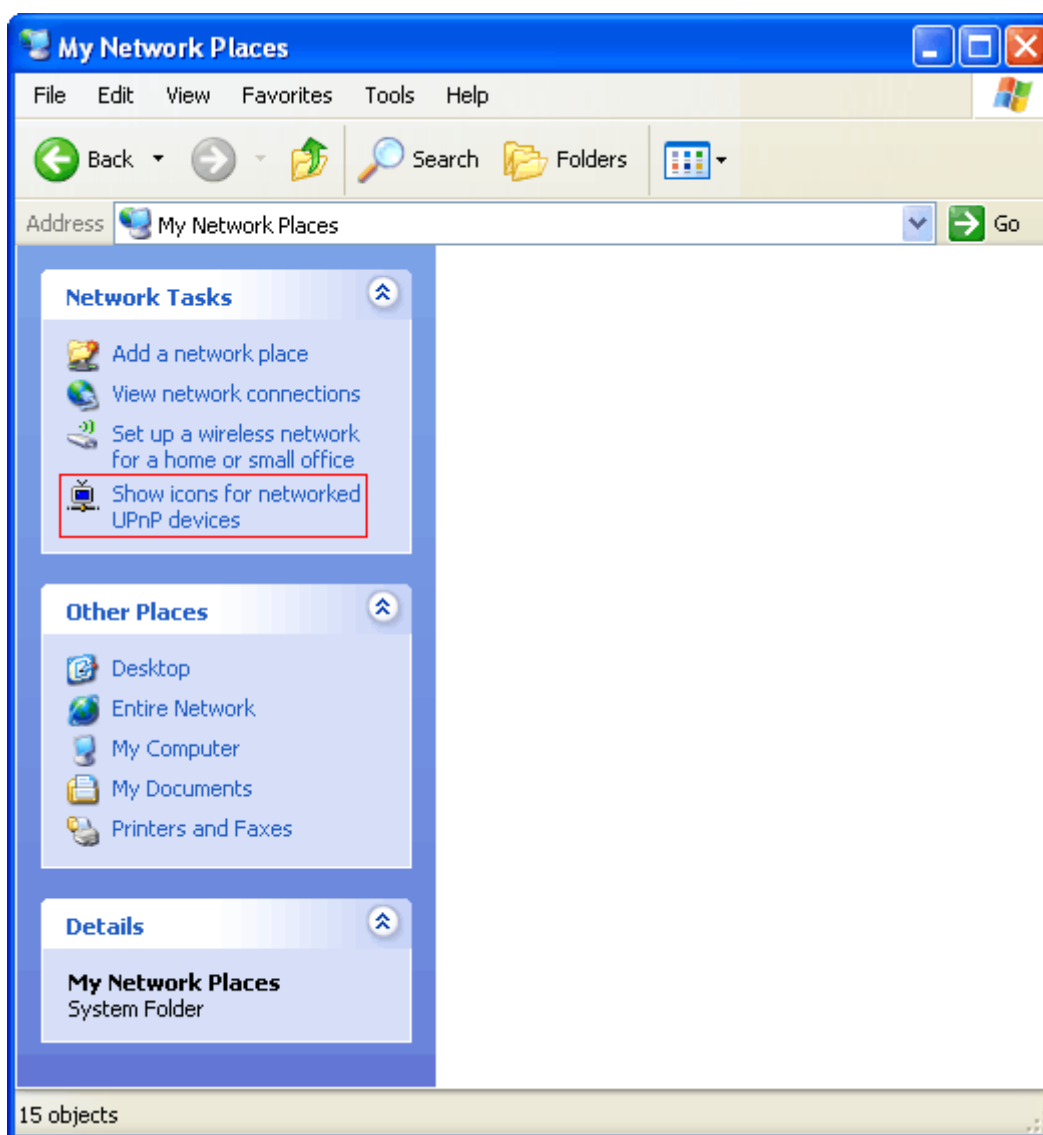 My Network Places
File Edit View Favorites Tools Help
Back Search Folders
Address My Network Places Go
Network Tasks
Add a network place
View network connections
Set up a wireless network
for a home or small office
Show icons for networked
UPnP devices
Other Places
Desktop
Entire Network
My Computer
My Documents
Printers and Faxes
Details
My Network Places
System Folder
15 objects